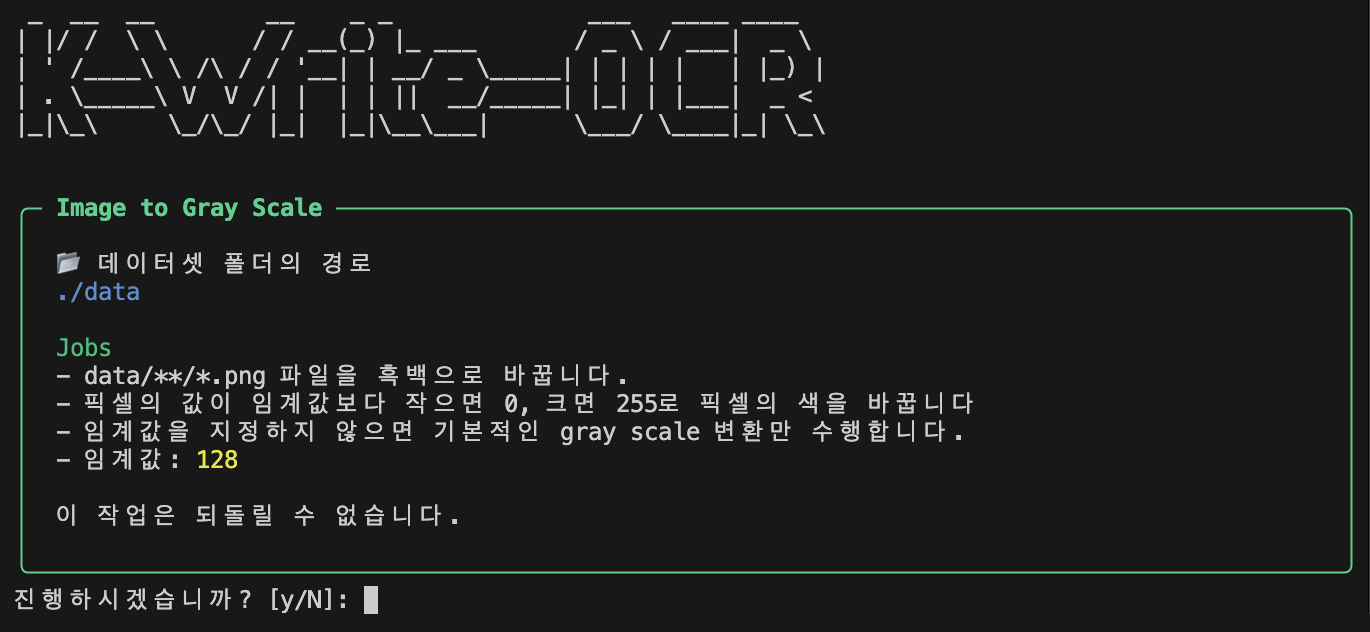 K-Write-OCR
Image to Gray Scale
📂 데이터셋 폴더의 경로
./data
Jobs
- data/**/*.png 파일을 흑백으로 바꿉니다.
- 픽셀의 값이 임계값보다 작으면 0, 크면 255로 픽셀의 색을 바꿉니다
- 임계값을 지정하지 않으면 기본적인 gray scale 변환만 수행합니다.
- 임계값: 128
이 작업은 되돌릴 수 없습니다.
진행하시겠습니까? [y/N]: